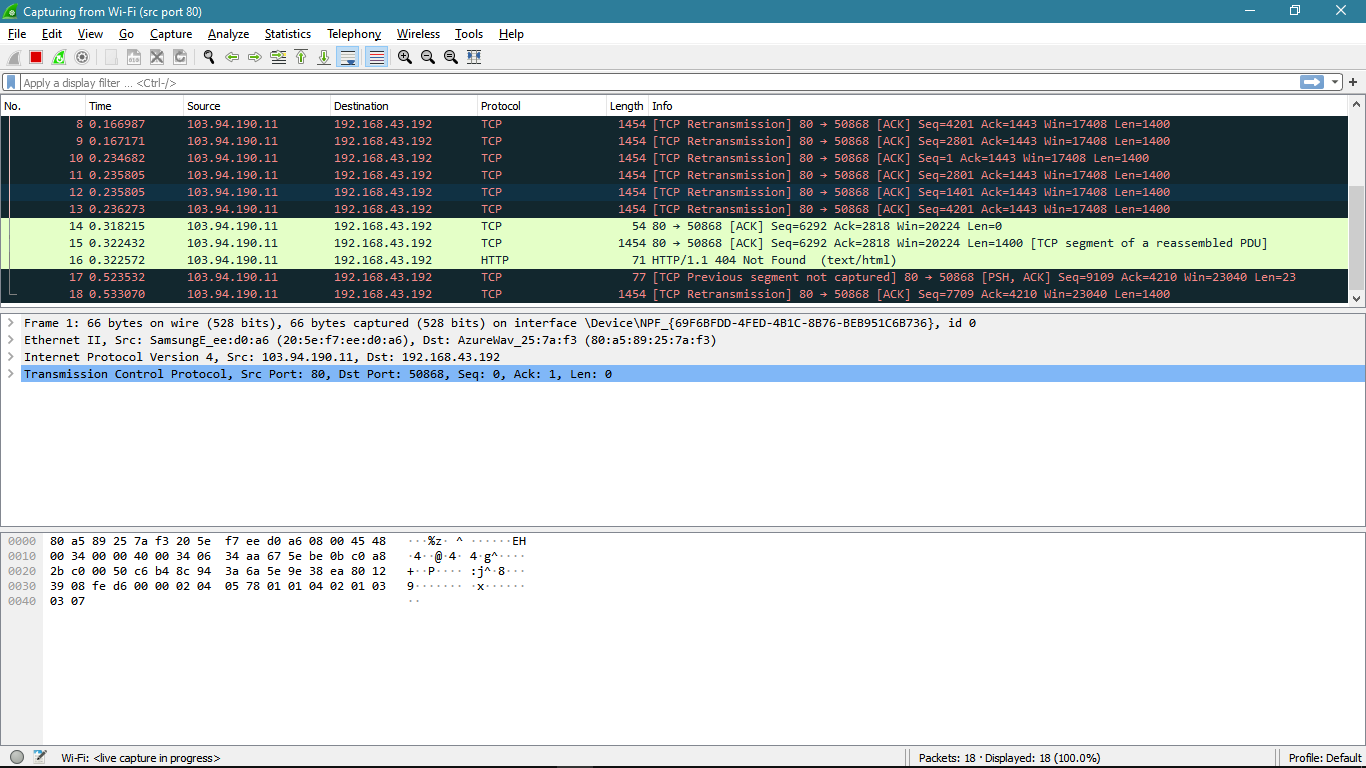 Capturing from Wi-Fi (src port 80)
File Edit View Go Capture Analyze Statistics Telephony Wireless Tools Help
Apply a display filter ... <Ctrl-/>
No. Time Source Destination Protocol Length Info
8 0.166987 103.94.190.11 192.168.43.192 TCP 1454 [TCP Retransmission] 80 → 50868 [ACK] Seq=4201 Ack=1443 Win=17408 Len=1400
9 0.167171 103.94.190.11 192.168.43.192 TCP 1454 [TCP Retransmission] 80 → 50868 [ACK] Seq=2801 Ack=1443 Win=17408 Len=1400
10 0.234682 103.94.190.11 192.168.43.192 TCP 1454 [TCP Retransmission] 80 → 50868 [ACK] Seq=1 Ack=1443 Win=17408 Len=1400
11 0.235805 103.94.190.11 192.168.43.192 TCP 1454 [TCP Retransmission] 80 → 50868 [ACK] Seq=2801 Ack=1443 Win=17408 Len=1400
12 0.235805 103.94.190.11 192.168.43.192 TCP 1454 [TCP Retransmission] 80 → 50868 [ACK] Seq=1401 Ack=1443 Win=17408 Len=1400
13 0.236273 103.94.190.11 192.168.43.192 TCP 1454 [TCP Retransmission] 80 → 50868 [ACK] Seq=4201 Ack=1443 Win=17408 Len=1400
14 0.318215 103.94.190.11 192.168.43.192 TCP 54 80 → 50868 [ACK] Seq=6292 Ack=2818 Win=20224 Len=0
15 0.322432 103.94.190.11 192.168.43.192 TCP 1454 80 → 50868 [ACK] Seq=6292 Ack=2818 Win=20224 Len=1400 [TCP segment of a reassembled PDU]
16 0.322572 103.94.190.11 192.168.43.192 HTTP 71 HTTP/1.1 404 Not Found (text/html)
17 0.523532 103.94.190.11 192.168.43.192 TCP 77 [TCP Previous segment not captured] 80 → 50868 [PSH, ACK] Seq=9109 Ack=4210 Win=23040 Len=23
18 0.533070 103.94.190.11 192.168.43.192 TCP 1454 [TCP Retransmission] 80 → 50868 [ACK] Seq=7709 Ack=4210 Win=23040 Len=1400
Frame 1: 66 bytes on wire (528 bits), 66 bytes captured (528 bits) on interface \Device\NPF_{69F6BFDD-4FED-4B1C-8B76-BEB951C6B736}, id 0
Ethernet II, Src: SamsungE_ee:d0:a6 (20:5e:f7:ee:d0:a6), Dst: AzureWav_25:7a:f3 (80:a5:89:25:7a:f3)
Internet Protocol Version 4, Src: 103.94.190.11, Dst: 192.168.43.192
Transmission Control Protocol, Src Port: 80, Dst Port: 50868, Seq: 0, Ack: 1, Len: 0
0000 80 a5 89 25 7a f3 20 5e f7 ee d0 a6 08 00 45 48 ···%z· ^ ······EH
0010 00 34 00 00 40 00 34 06 34 aa 67 5e be 0b c0 a8 ·4··@·4· 4·g^····
0020 2b c0 00 50 c6 b4 8c 94 3a 6a 5e 9e 38 ea 80 12 +··P···· :j^·8···
0030 39 08 fe d6 00 00 02 04 05 78 01 01 04 02 01 03 9······· ·x······
0040 03 07 ··
Wi-Fi: <live capture in progress> Packets: 18 · Displayed: 18 (100.0%) Profile: Default